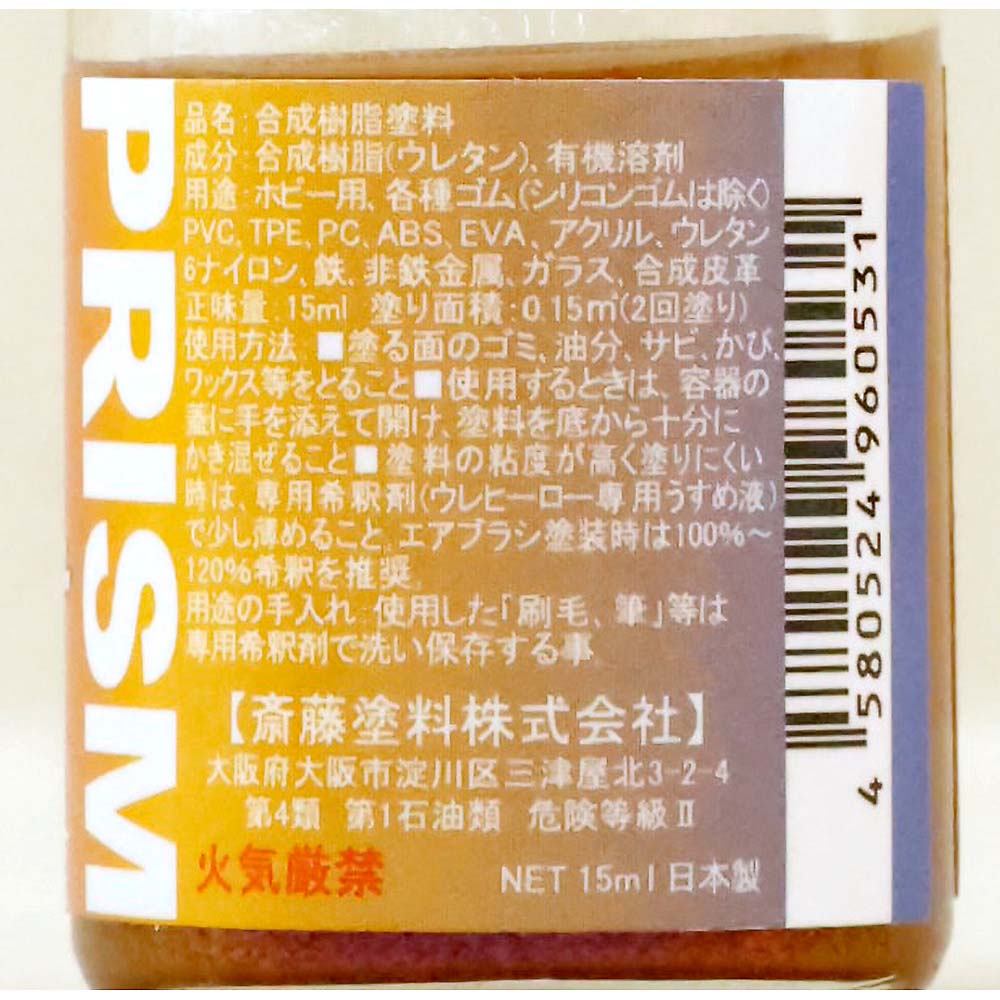 PRISM
品名:合成樹脂塗料
成分:合成樹脂(ウレタン)、有機溶剤
用途:ホビー用、各種ゴム(シリコンゴムは除く)
PVC、TPE、PC、ABS、EVA、アクリル、ウレタン
6ナイロン、鉄、非鉄金属、ガラス、合成皮革
正味量:15ml 塗り面積:0.15㎡(2回塗り)
使用方法 ■塗る面のゴミ、油分、サビ、かび、
ワックス等をとること■使用するときは、容器の
蓋に手を添えて開け、塗料を底から十分に
かき混ぜること■塗料の粘度が高く塗りにくい
時は、専用希釈剤(ウレヒーロー専用うすめ液)
で少し薄めること。エアブラシ塗装時は100%~
120%希釈を推奨。
用途の手入れ:使用した「刷毛、筆」等は
専用希釈剤で洗い保存する事
【斎藤塗料株式会社】
大阪府大阪市淀川区三津屋北3-2-4
第4類 第1石油類 危険等級Ⅱ
火気厳禁 NET 15ml 日本製
4580524960531